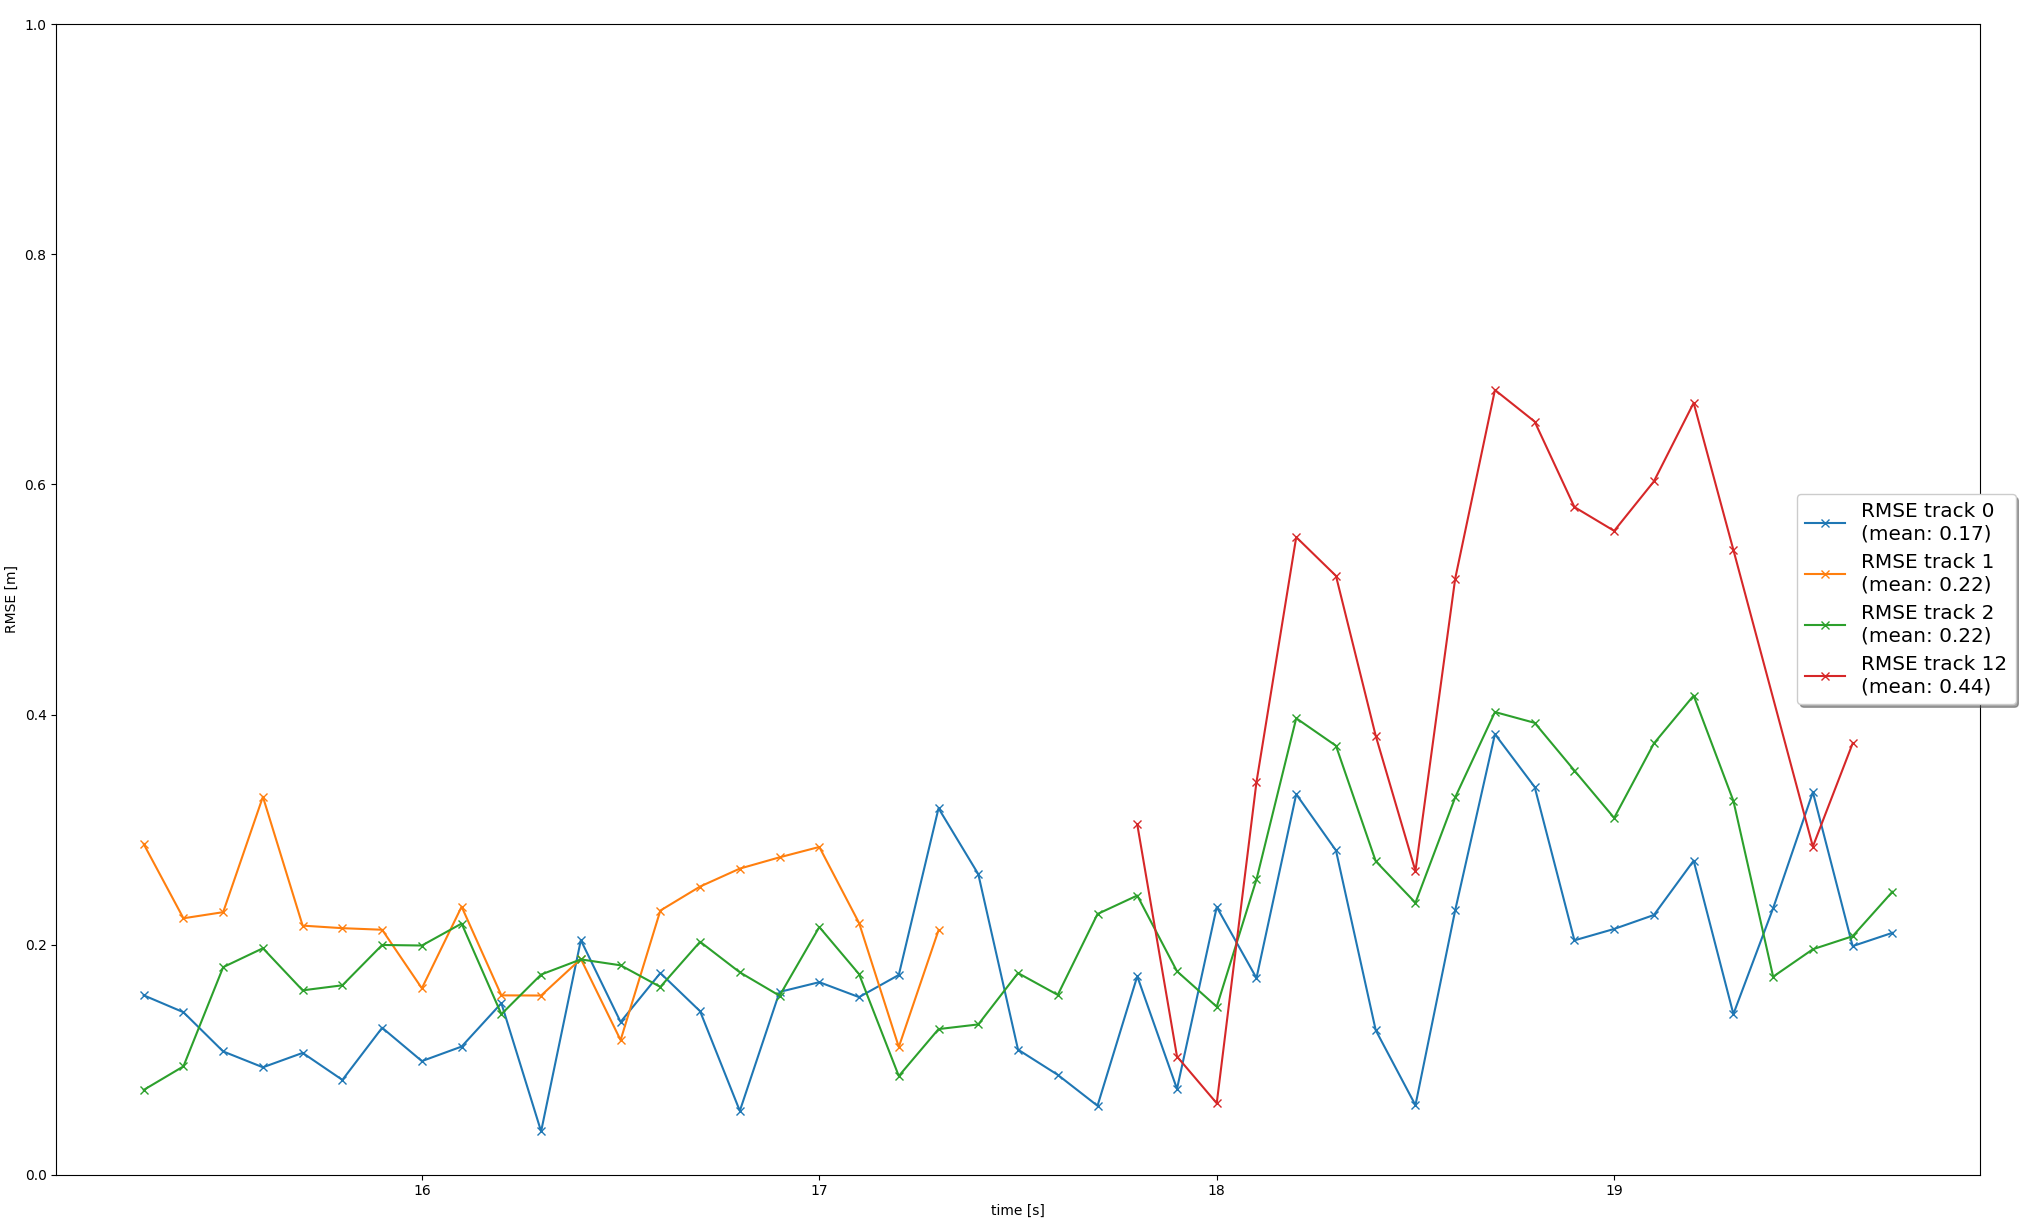 1.0
0.8
0.6
0.4
0.2
0.0
RMSE [m]
16
17
18
19
time [s]
RMSE track 0
(mean: 0.17)
RMSE track 1
(mean: 0.22)
RMSE track 2
(mean: 0.22)
RMSE track 12
(mean: 0.44)